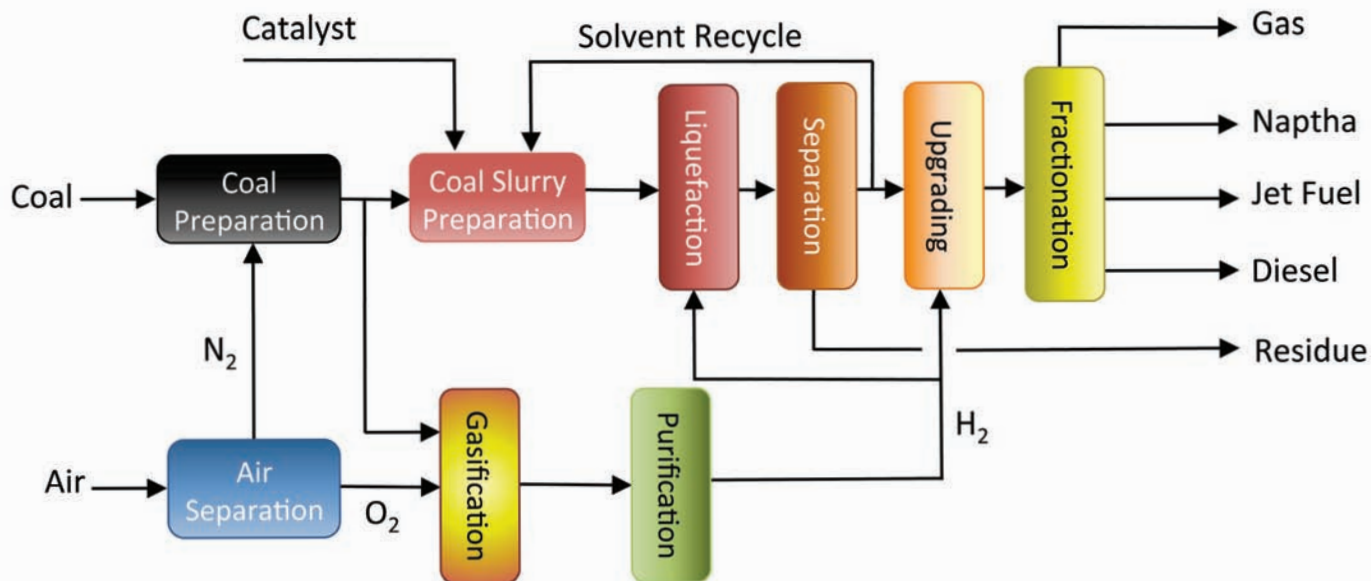 Catalyst
Solvent Recycle
Gas
Naptha
Jet Fuel
Diesel
Residue
Coal
Coal
Preparation
Coal Slurry
Preparation
Liquefaction
Separation
Upgrading
Fractionation
N₂
Air
Air
Separation
O₂
Gasification
Purification
H₂